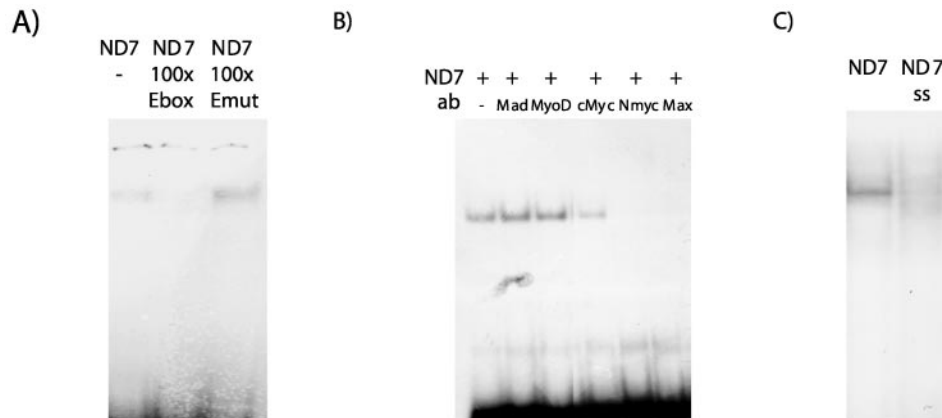 A)
ND7 ND7 ND7
- 100x 100x
Ebox Emut
B)
ND7 + + + + + +
ab - Mad MyoD cMyc Nmyc Max
C)
ND7 ND7
ss